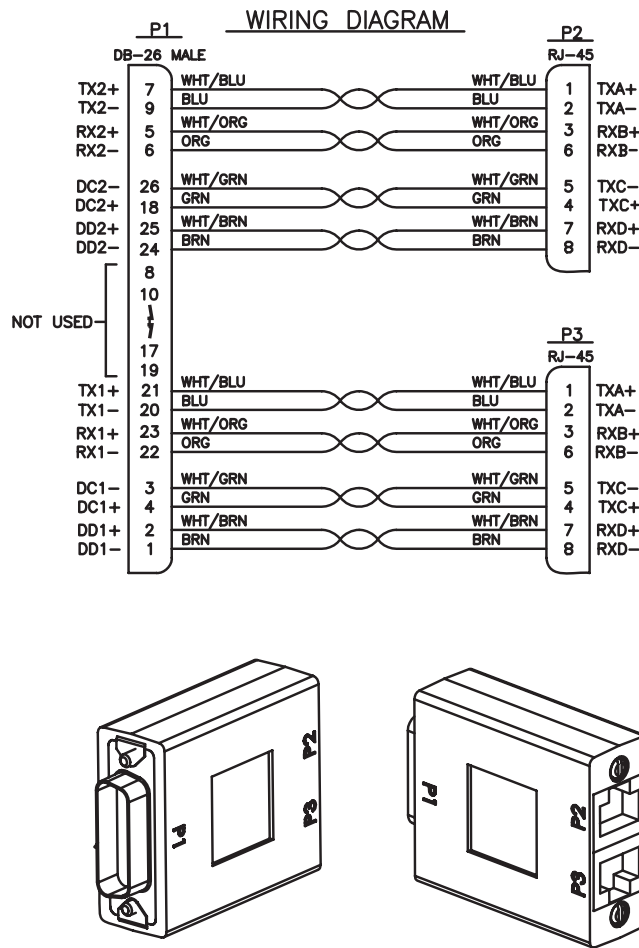 WIRING DIAGRAM
P1
DB-26 MALE
P2
RJ-45
TX2+ 7 WHT/BLU WHT/BLU 1 TXA+
TX2- 9 BLU BLU 2 TXA-
RX2+ 5 WHT/ORG WHT/ORG 3 RXB+
RX2- 6 ORG ORG 6 RXB-
DC2- 26 WHT/GRN WHT/GRN 5 TXC-
DC2+ 18 GRN GRN 4 TXC+
DD2+ 25 WHT/BRN WHT/BRN 7 RXD+
DD2- 24 BRN BRN 8 RXD-
8
10
NOT USED
17
19
P3
RJ-45
TX1+ 21 WHT/BLU WHT/BLU 1 TXA+
TX1- 20 BLU BLU 2 TXA-
RX1+ 23 WHT/ORG WHT/ORG 3 RXB+
RX1- 22 ORG ORG 6 RXB-
DC1- 3 WHT/GRN WHT/GRN 5 TXC-
DC1+ 4 GRN GRN 4 TXC+
DD1+ 2 WHT/BRN WHT/BRN 7 RXD+
DD1- 1 BRN BRN 8 RXD-
P1
P3 P2
P1
P2
P3